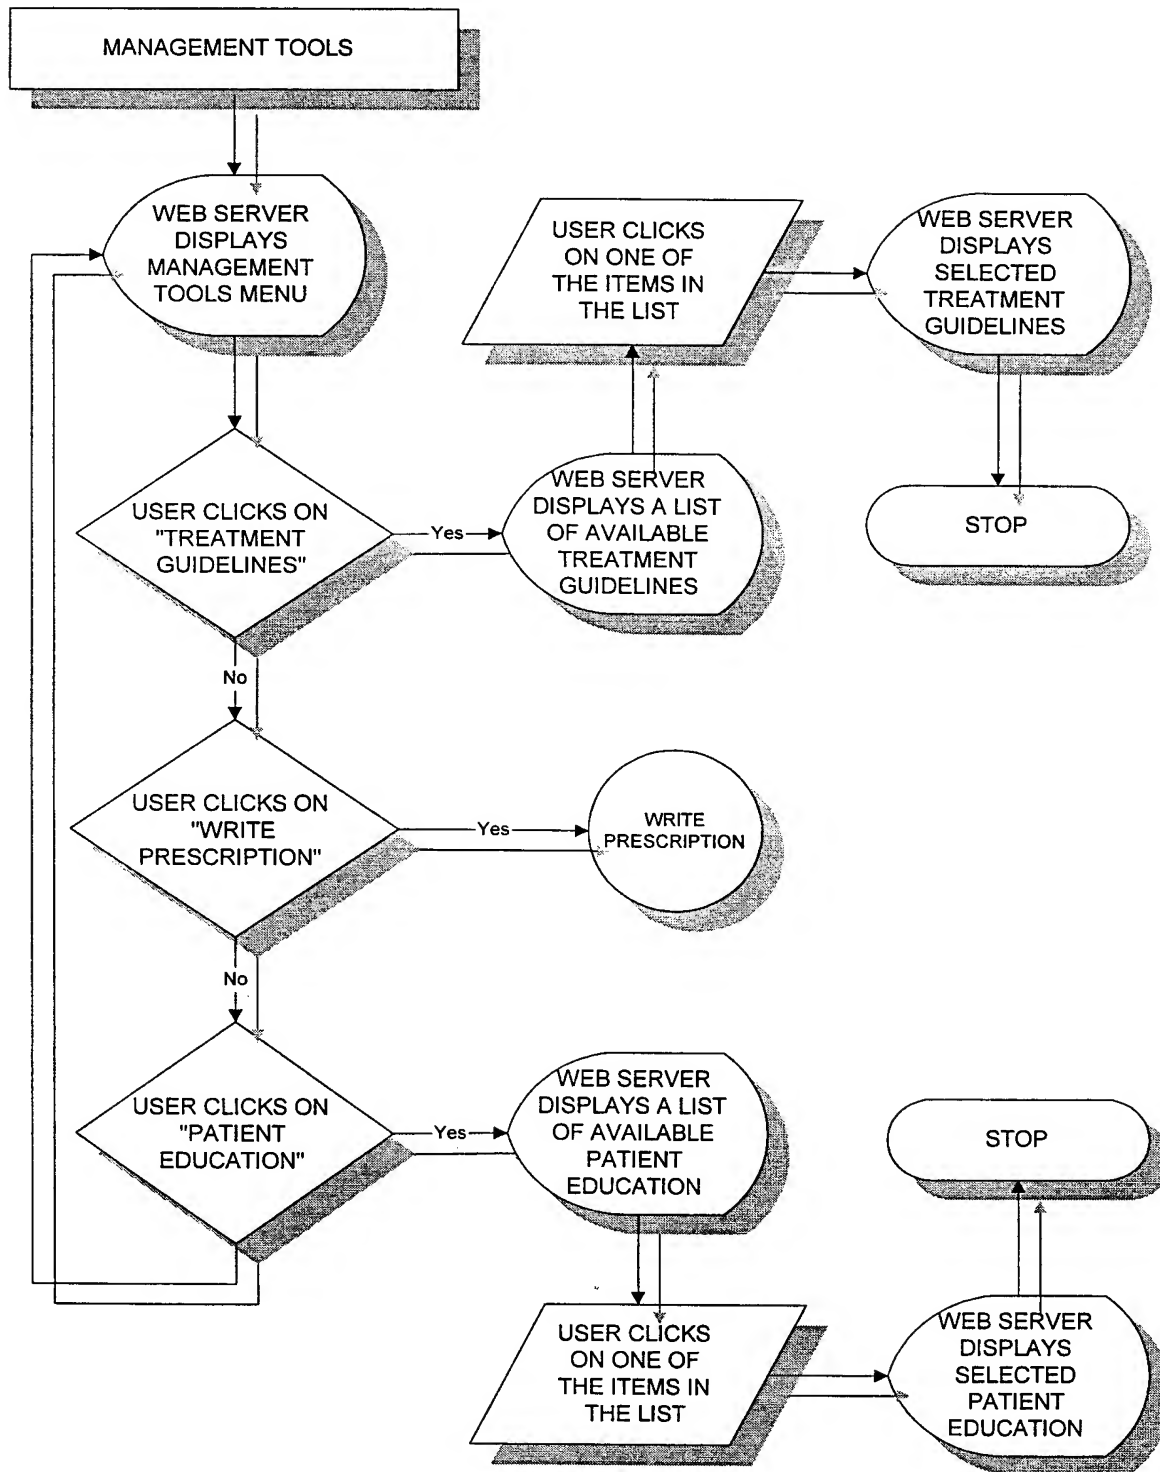 MANAGEMENT TOOLS
WEB SERVER
DISPLAYS
MANAGEMENT
TOOLS MENU
USER CLICKS
ON ONE OF
THE ITEMS IN
THE LIST
WEB SERVER
DISPLAYS
SELECTED
TREATMENT
GUIDELINES
USER CLICKS ON
"TREATMENT
GUIDELINES"
Yes
WEB SERVER
DISPLAYS A LIST
OF AVAILABLE
TREATMENT
GUIDELINES
STOP
No
USER CLICKS ON
"WRITE
PRESCRIPTION"
Yes
WRITE
PRESCRIPTION
No
USER CLICKS ON
"PATIENT
EDUCATION"
Yes
WEB SERVER
DISPLAYS A LIST
OF AVAILABLE
PATIENT
EDUCATION
STOP
USER CLICKS
ON ONE OF
THE ITEMS IN
THE LIST
WEB SERVER
DISPLAYS
SELECTED
PATIENT
EDUCATION